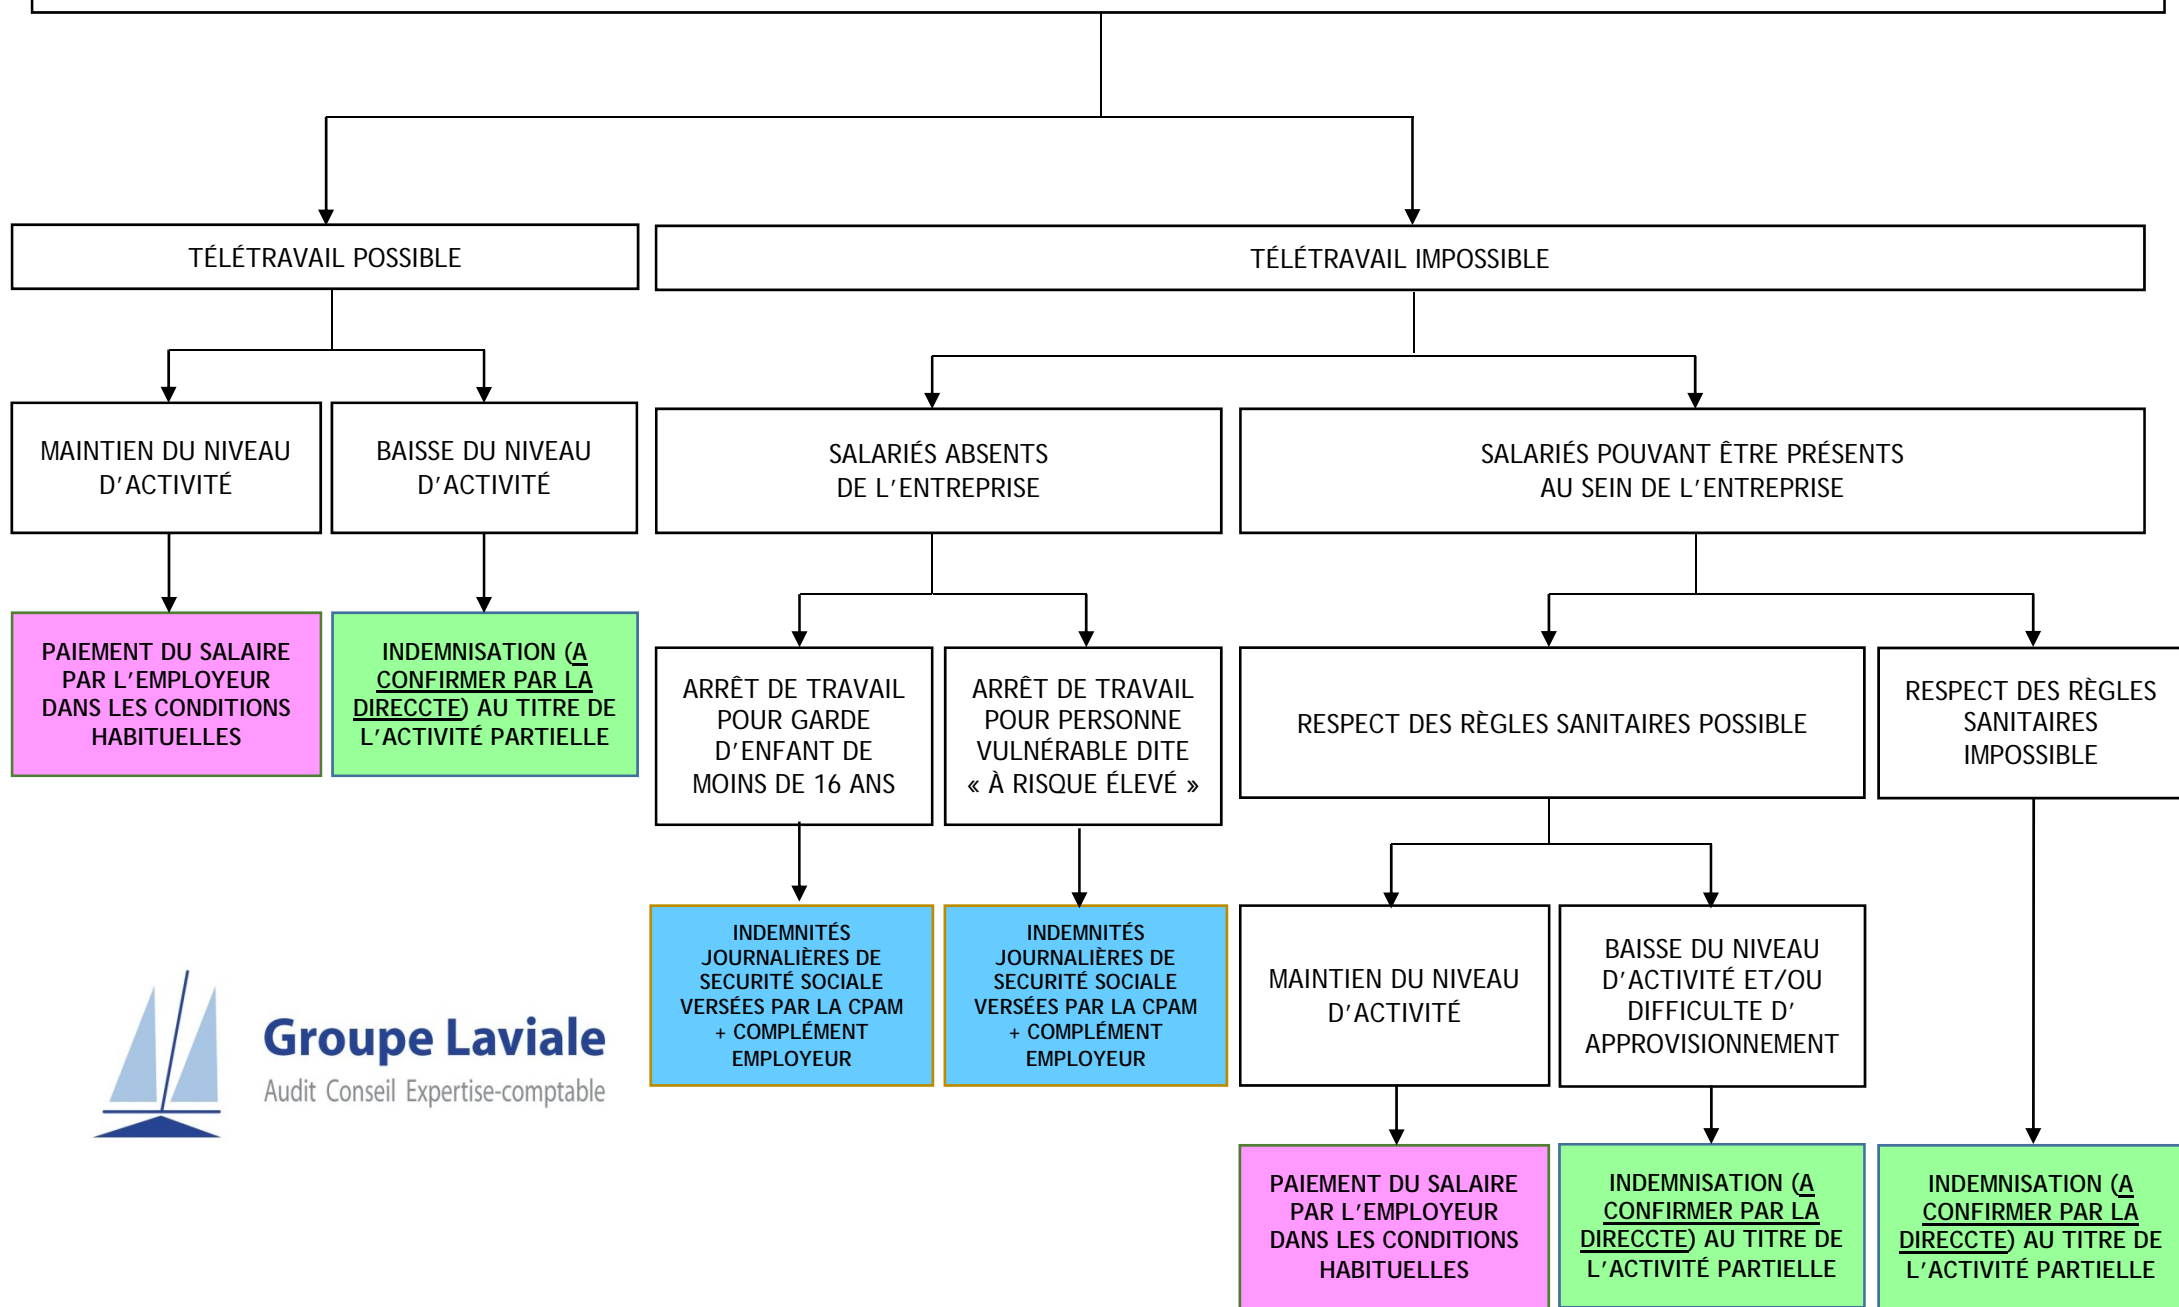 TÉLÉTRAVAIL POSSIBLE
TÉLÉTRAVAIL IMPOSSIBLE
MAINTIEN DU NIVEAU
D’ACTIVITÉ
BAISSE DU NIVEAU
D’ACTIVITÉ
SALARIÉS ABSENTS
DE L’ENTREPRISE
SALARIÉS POUVANT ÊTRE PRÉSENTS
AU SEIN DE L’ENTREPRISE
PAIEMENT DU SALAIRE
PAR L’EMPLOYEUR
DANS LES CONDITIONS
HABITUELLES
INDEMNISATION (A
CONFIRMER PAR LA
DIRECCTE) AU TITRE DE
L’ACTIVITÉ PARTIELLE
ARRÊT DE TRAVAIL
POUR GARDE
D’ENFANT DE
MOINS DE 16 ANS
ARRÊT DE TRAVAIL
POUR PERSONNE
VULNÉRABLE DITE
« À RISQUE ÉLEVÉ »
RESPECT DES RÈGLES SANITAIRES POSSIBLE
RESPECT DES RÈGLES
SANITAIRES
IMPOSSIBLE
INDEMNITÉS
JOURNALIÈRES DE
SECURITÉ SOCIALE
VERSÉES PAR LA CPAM
+ COMPLÉMENT
EMPLOYEUR
INDEMNITÉS
JOURNALIÈRES DE
SECURITÉ SOCIALE
VERSÉES PAR LA CPAM
+ COMPLÉMENT
EMPLOYEUR
MAINTIEN DU NIVEAU
D’ACTIVITÉ
BAISSE DU NIVEAU
D’ACTIVITÉ ET/OU
DIFFICULTE D’
APPROVISIONNEMENT
Groupe Laviale
Audit Conseil Expertise-comptable
PAIEMENT DU SALAIRE
PAR L’EMPLOYEUR
DANS LES CONDITIONS
HABITUELLES
INDEMNISATION (A
CONFIRMER PAR LA
DIRECCTE) AU TITRE DE
L’ACTIVITÉ PARTIELLE
INDEMNISATION (A
CONFIRMER PAR LA
DIRECCTE) AU TITRE DE
L’ACTIVITÉ PARTIELLE